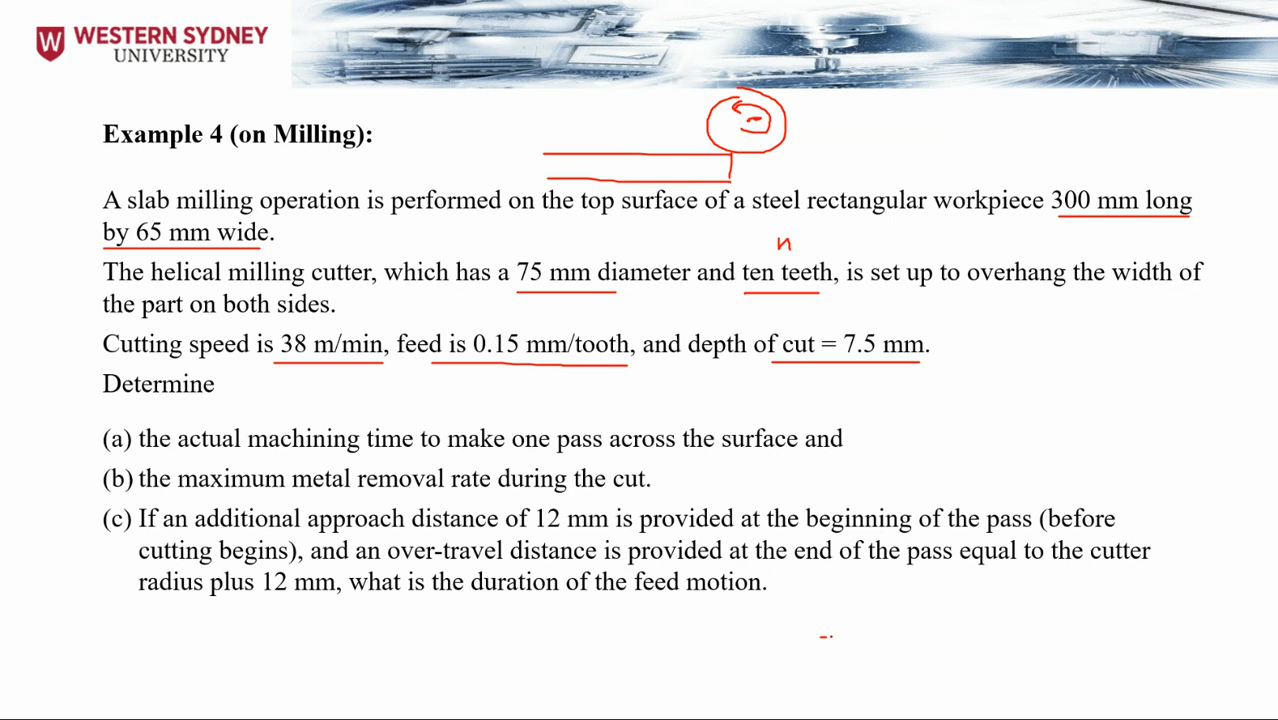 WESTERN SYDNEY
UNIVERSITY
Example 4 (on Milling):
A slab milling operation is performed on the top surface of a steel rectangular workpiece 300 mm long
by 65 mm wide.
n
The helical milling cutter, which has a 75 mm diameter and ten teeth, is set up to overhang the width of
the part on both sides.
Cutting speed is 38 m/min, feed is 0.15 mm/tooth, and depth of cut = 7.5 mm.
Determine
(a) the actual machining time to make one pass across the surface and
(b) the maximum metal removal rate during the cut.
(c) If an additional approach distance of 12 mm is provided at the beginning of the pass (before
cutting begins), and an over-travel distance is provided at the end of the pass equal to the cutter
radius plus 12 mm, what is the duration of the feed motion.